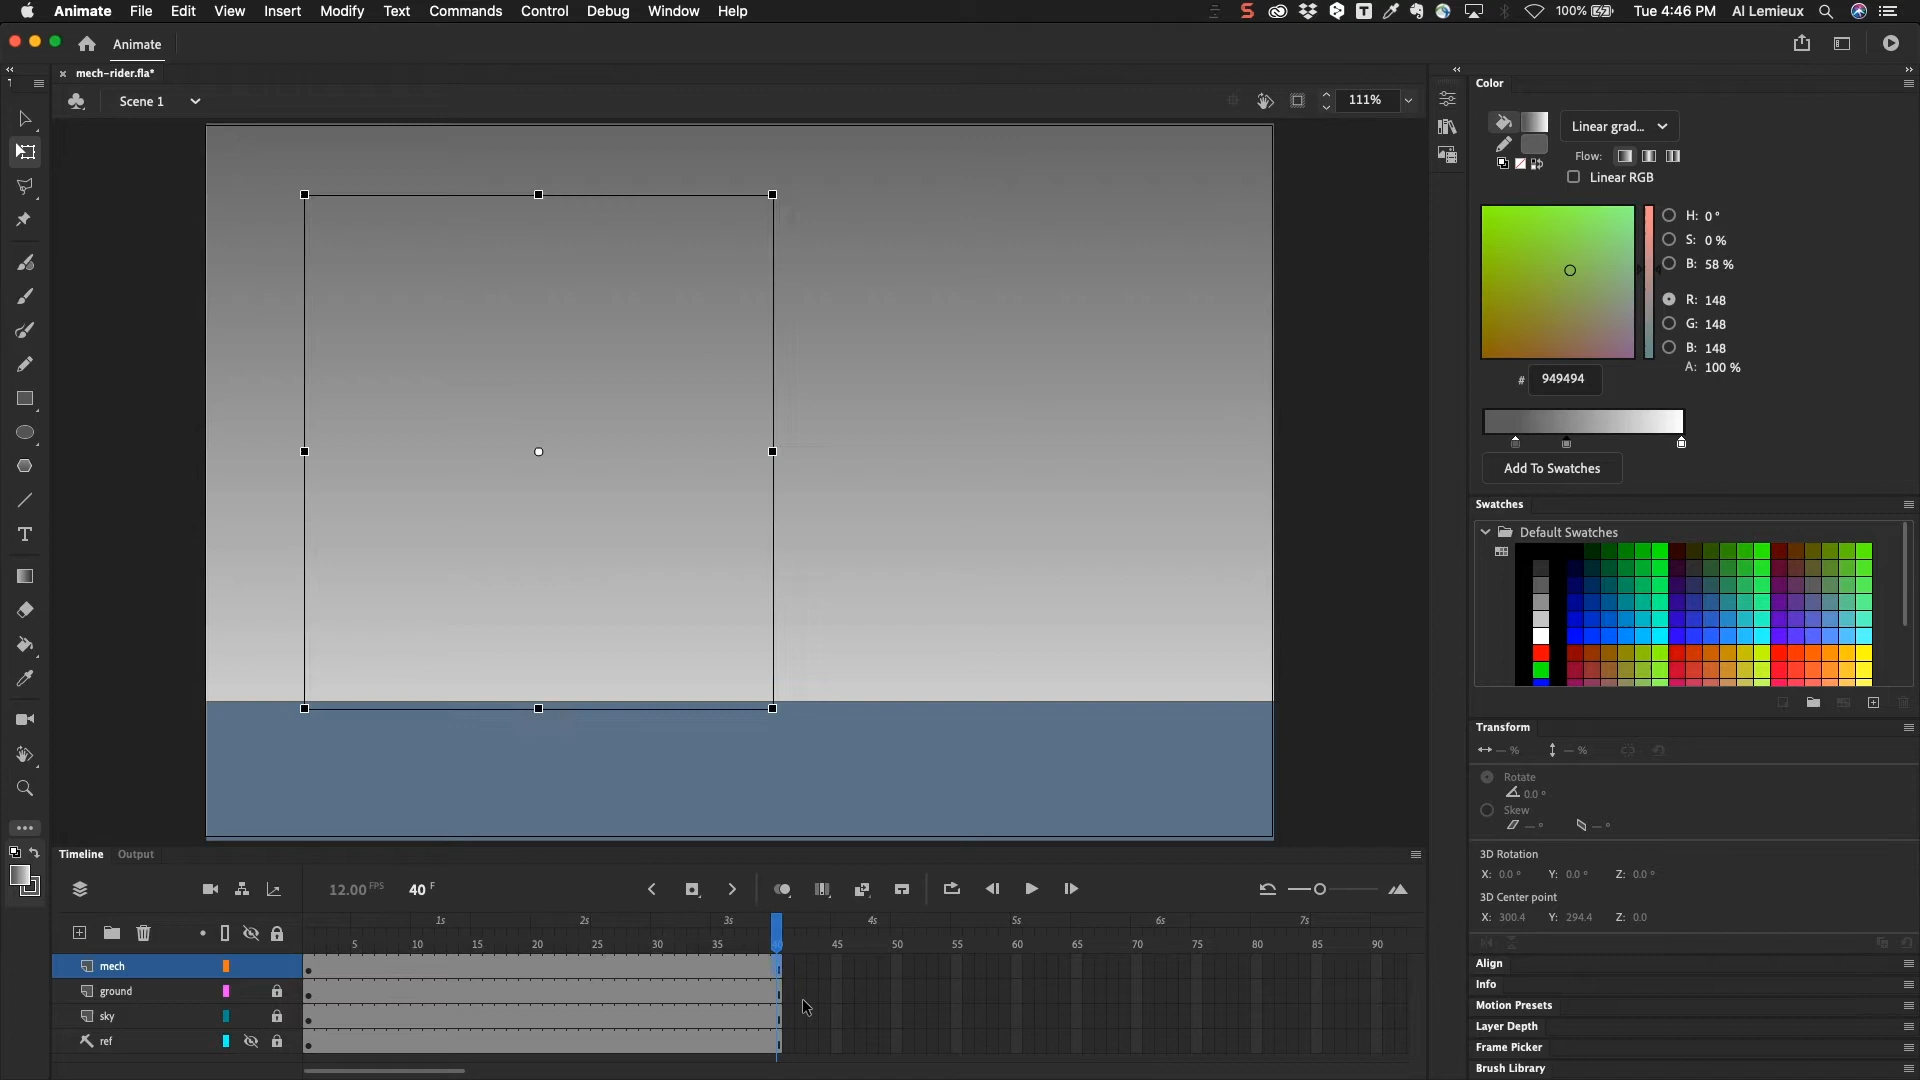 Animate File Edit View Insert Modify Text Commands Control Debug Window Help 100% Tue 4:46 PM Al Lemieux
Animate
mech-rider.fla*
Scene 1 111%
Color
Linear grad...
Flow:
Linear RGB
H: 0 °
S: 0 %
B: 58 %
R: 148
G: 148
B: 148
A: 100 %
# 949494
Add To Swatches
Swatches
Default Swatches
Transform
— % — %
Rotate
0.0 °
Skew
— ° — °
3D Rotation
X: 0.0 ° Y: 0.0 ° Z: 0.0 °
3D Center point
X: 300.4 Y: 294.4 Z: 0.0
Align
Info
Motion Presets
Layer Depth
Frame Picker
Brush Library
T
Timeline Output
12.00 FPS 40 F
1s 2s 3s 4s 5s 6s 7s
5 10 15 20 25 30 35 40 45 50 55 60 65 70 75 80 85 90
mech
ground
sky
ref